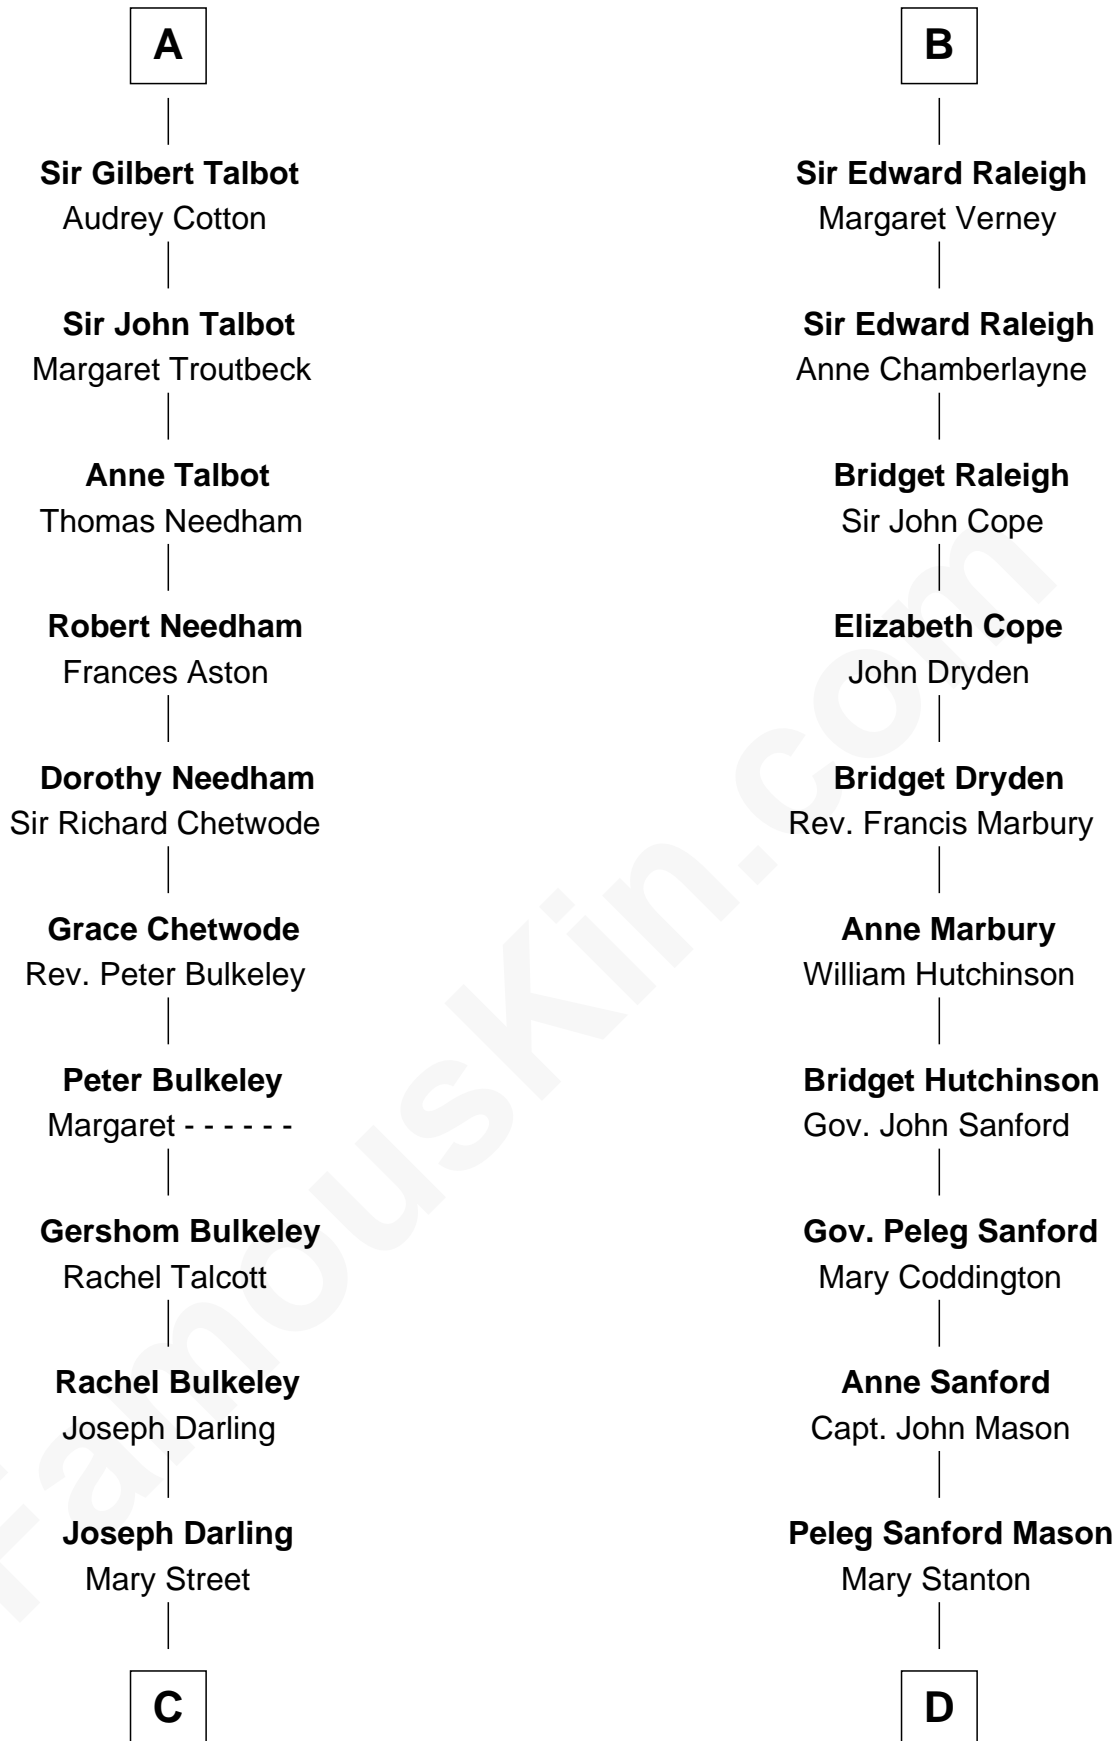 A
Sir Gilbert Talbot
Audrey Cotton
Sir John Talbot
Margaret Troutbeck
Anne Talbot
Thomas Needham
Robert Needham
Frances Aston
Dorothy Needham
Sir Richard Chetwode
Grace Chetwode
Rev. Peter Bulkeley
Peter Bulkeley
Margaret - - - - - -
Gershom Bulkeley
Rachel Talcott
Rachel Bulkeley
Joseph Darling
Joseph Darling
Mary Street
C
B
Sir Edward Raleigh
Margaret Verney
Sir Edward Raleigh
Anne Chamberlayne
Bridget Raleigh
Sir John Cope
Elizabeth Cope
John Dryden
Bridget Dryden
Rev. Francis Marbury
Anne Marbury
William Hutchinson
Bridget Hutchinson
Gov. John Sanford
Gov. Peleg Sanford
Mary Coddington
Anne Sanford
Capt. John Mason
Peleg Sanford Mason
Mary Stanton
D
FamousKin.com